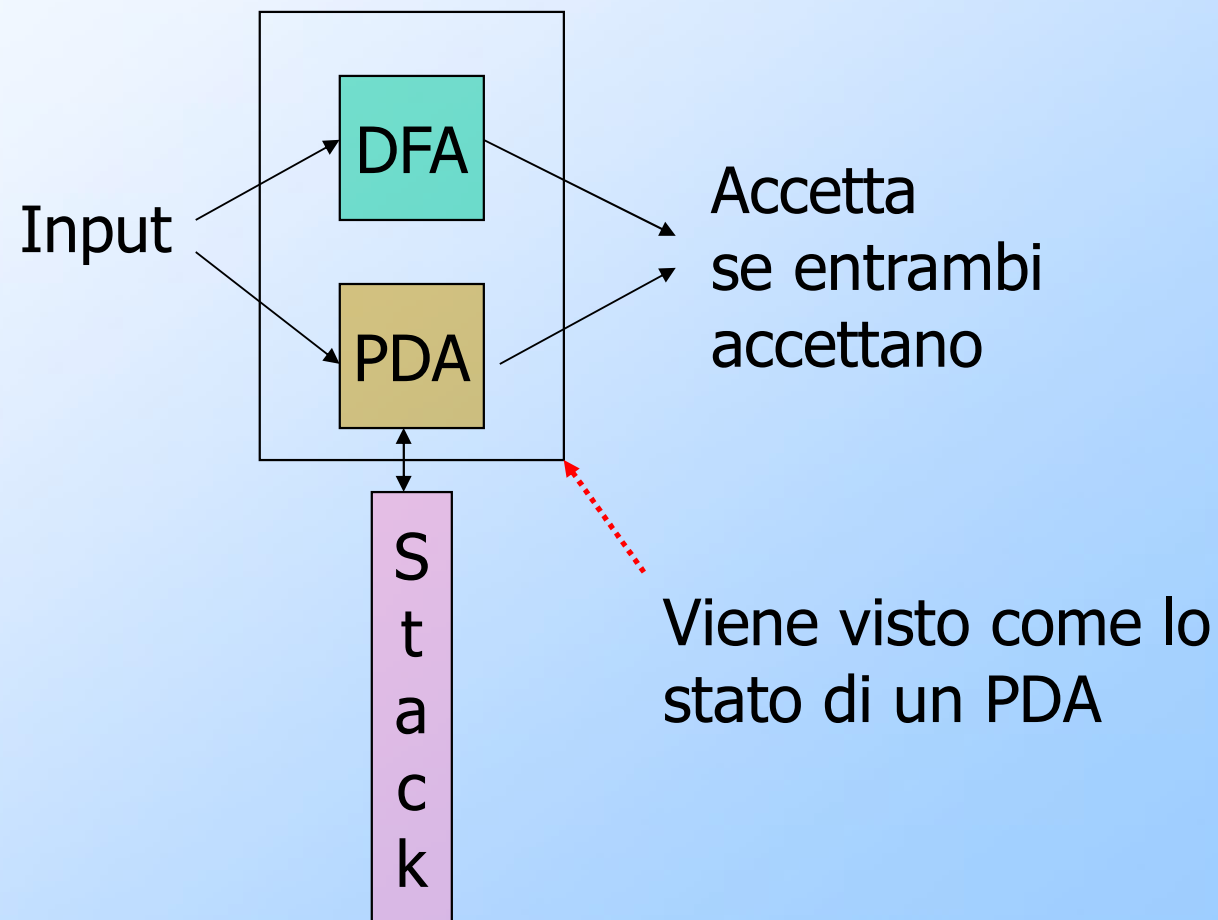 DFA
Input
PDA
Accetta
se entrambi
accettano
S
t
a
c
k
Viene visto come lo
stato di un PDA